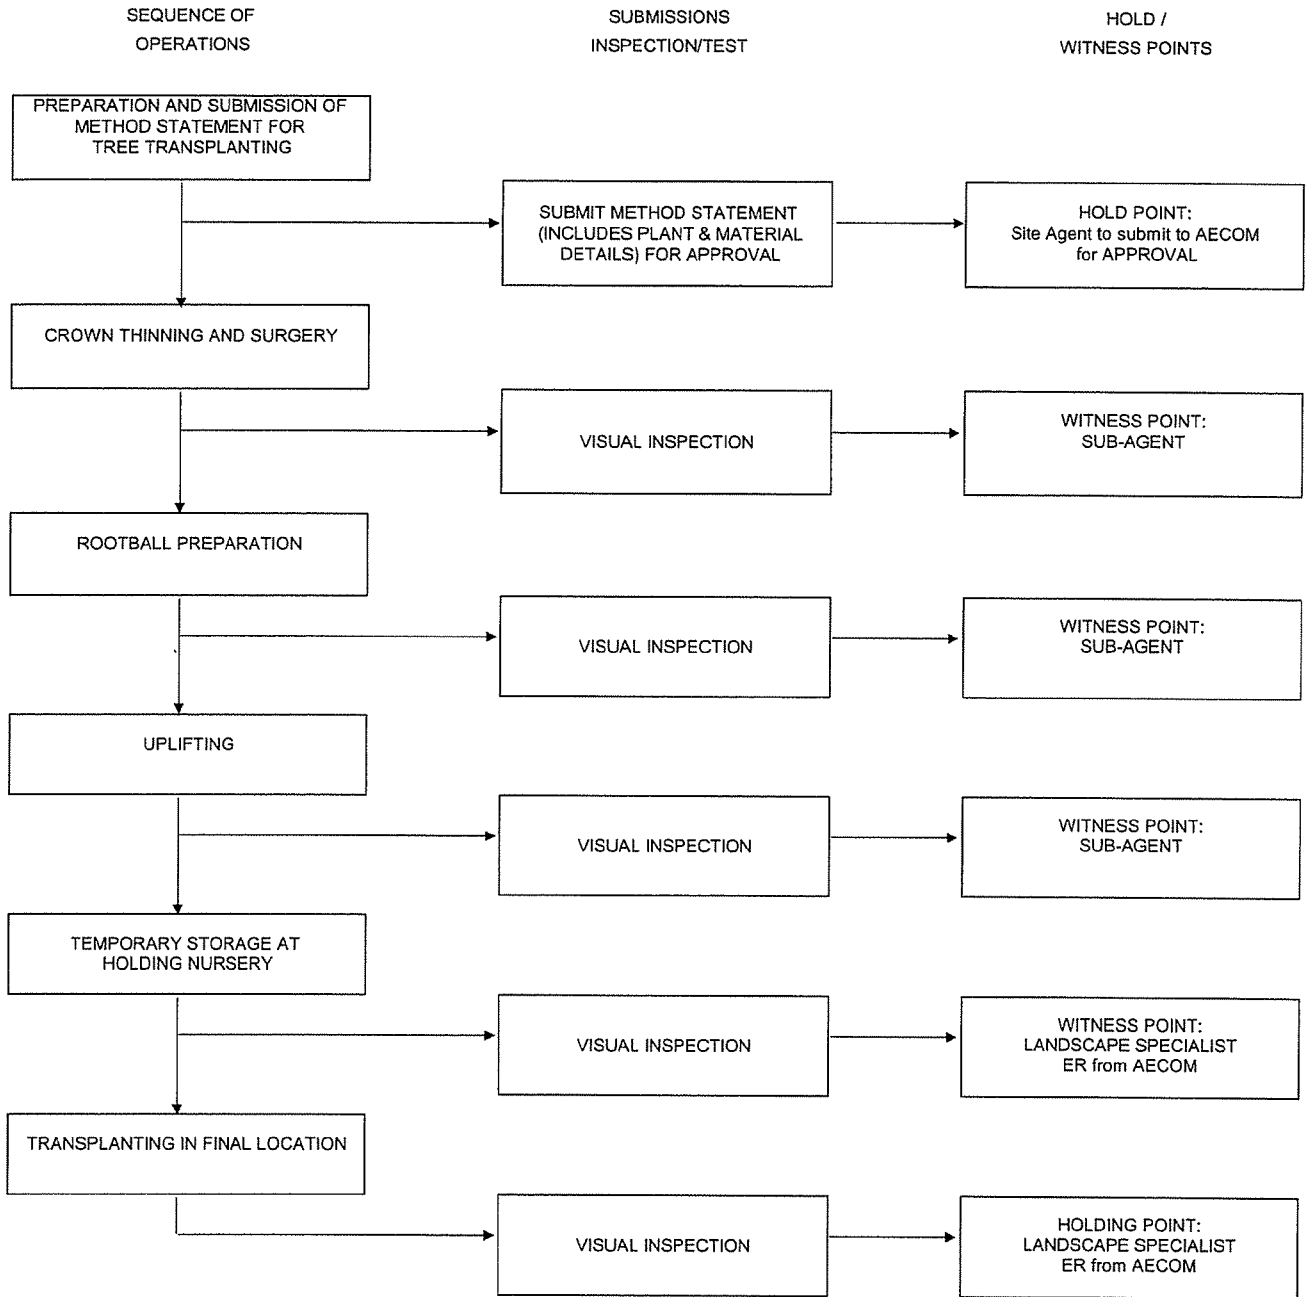 SEQUENCE OF
OPERATIONS
SUBMISSIONS
INSPECTION/TEST
HOLD /
WITNESS POINTS
PREPARATION AND SUBMISSION OF
METHOD STATEMENT FOR
TREE TRANSPLANTING
SUBMIT METHOD STATEMENT
(INCLUDES PLANT & MATERIAL
DETAILS) FOR APPROVAL
HOLD POINT:
Site Agent to submit to AECOM
for APPROVAL
CROWN THINNING AND SURGERY
VISUAL INSPECTION
WITNESS POINT:
SUB-AGENT
ROOTBALL PREPARATION
VISUAL INSPECTION
WITNESS POINT:
SUB-AGENT
UPLIFTING
VISUAL INSPECTION
WITNESS POINT:
SUB-AGENT
TEMPORARY STORAGE AT
HOLDING NURSERY
VISUAL INSPECTION
WITNESS POINT:
LANDSCAPE SPECIALIST
ER from AECOM
TRANSPLANTING IN FINAL LOCATION
VISUAL INSPECTION
HOLDING POINT:
LANDSCAPE SPECIALIST
ER from AECOM